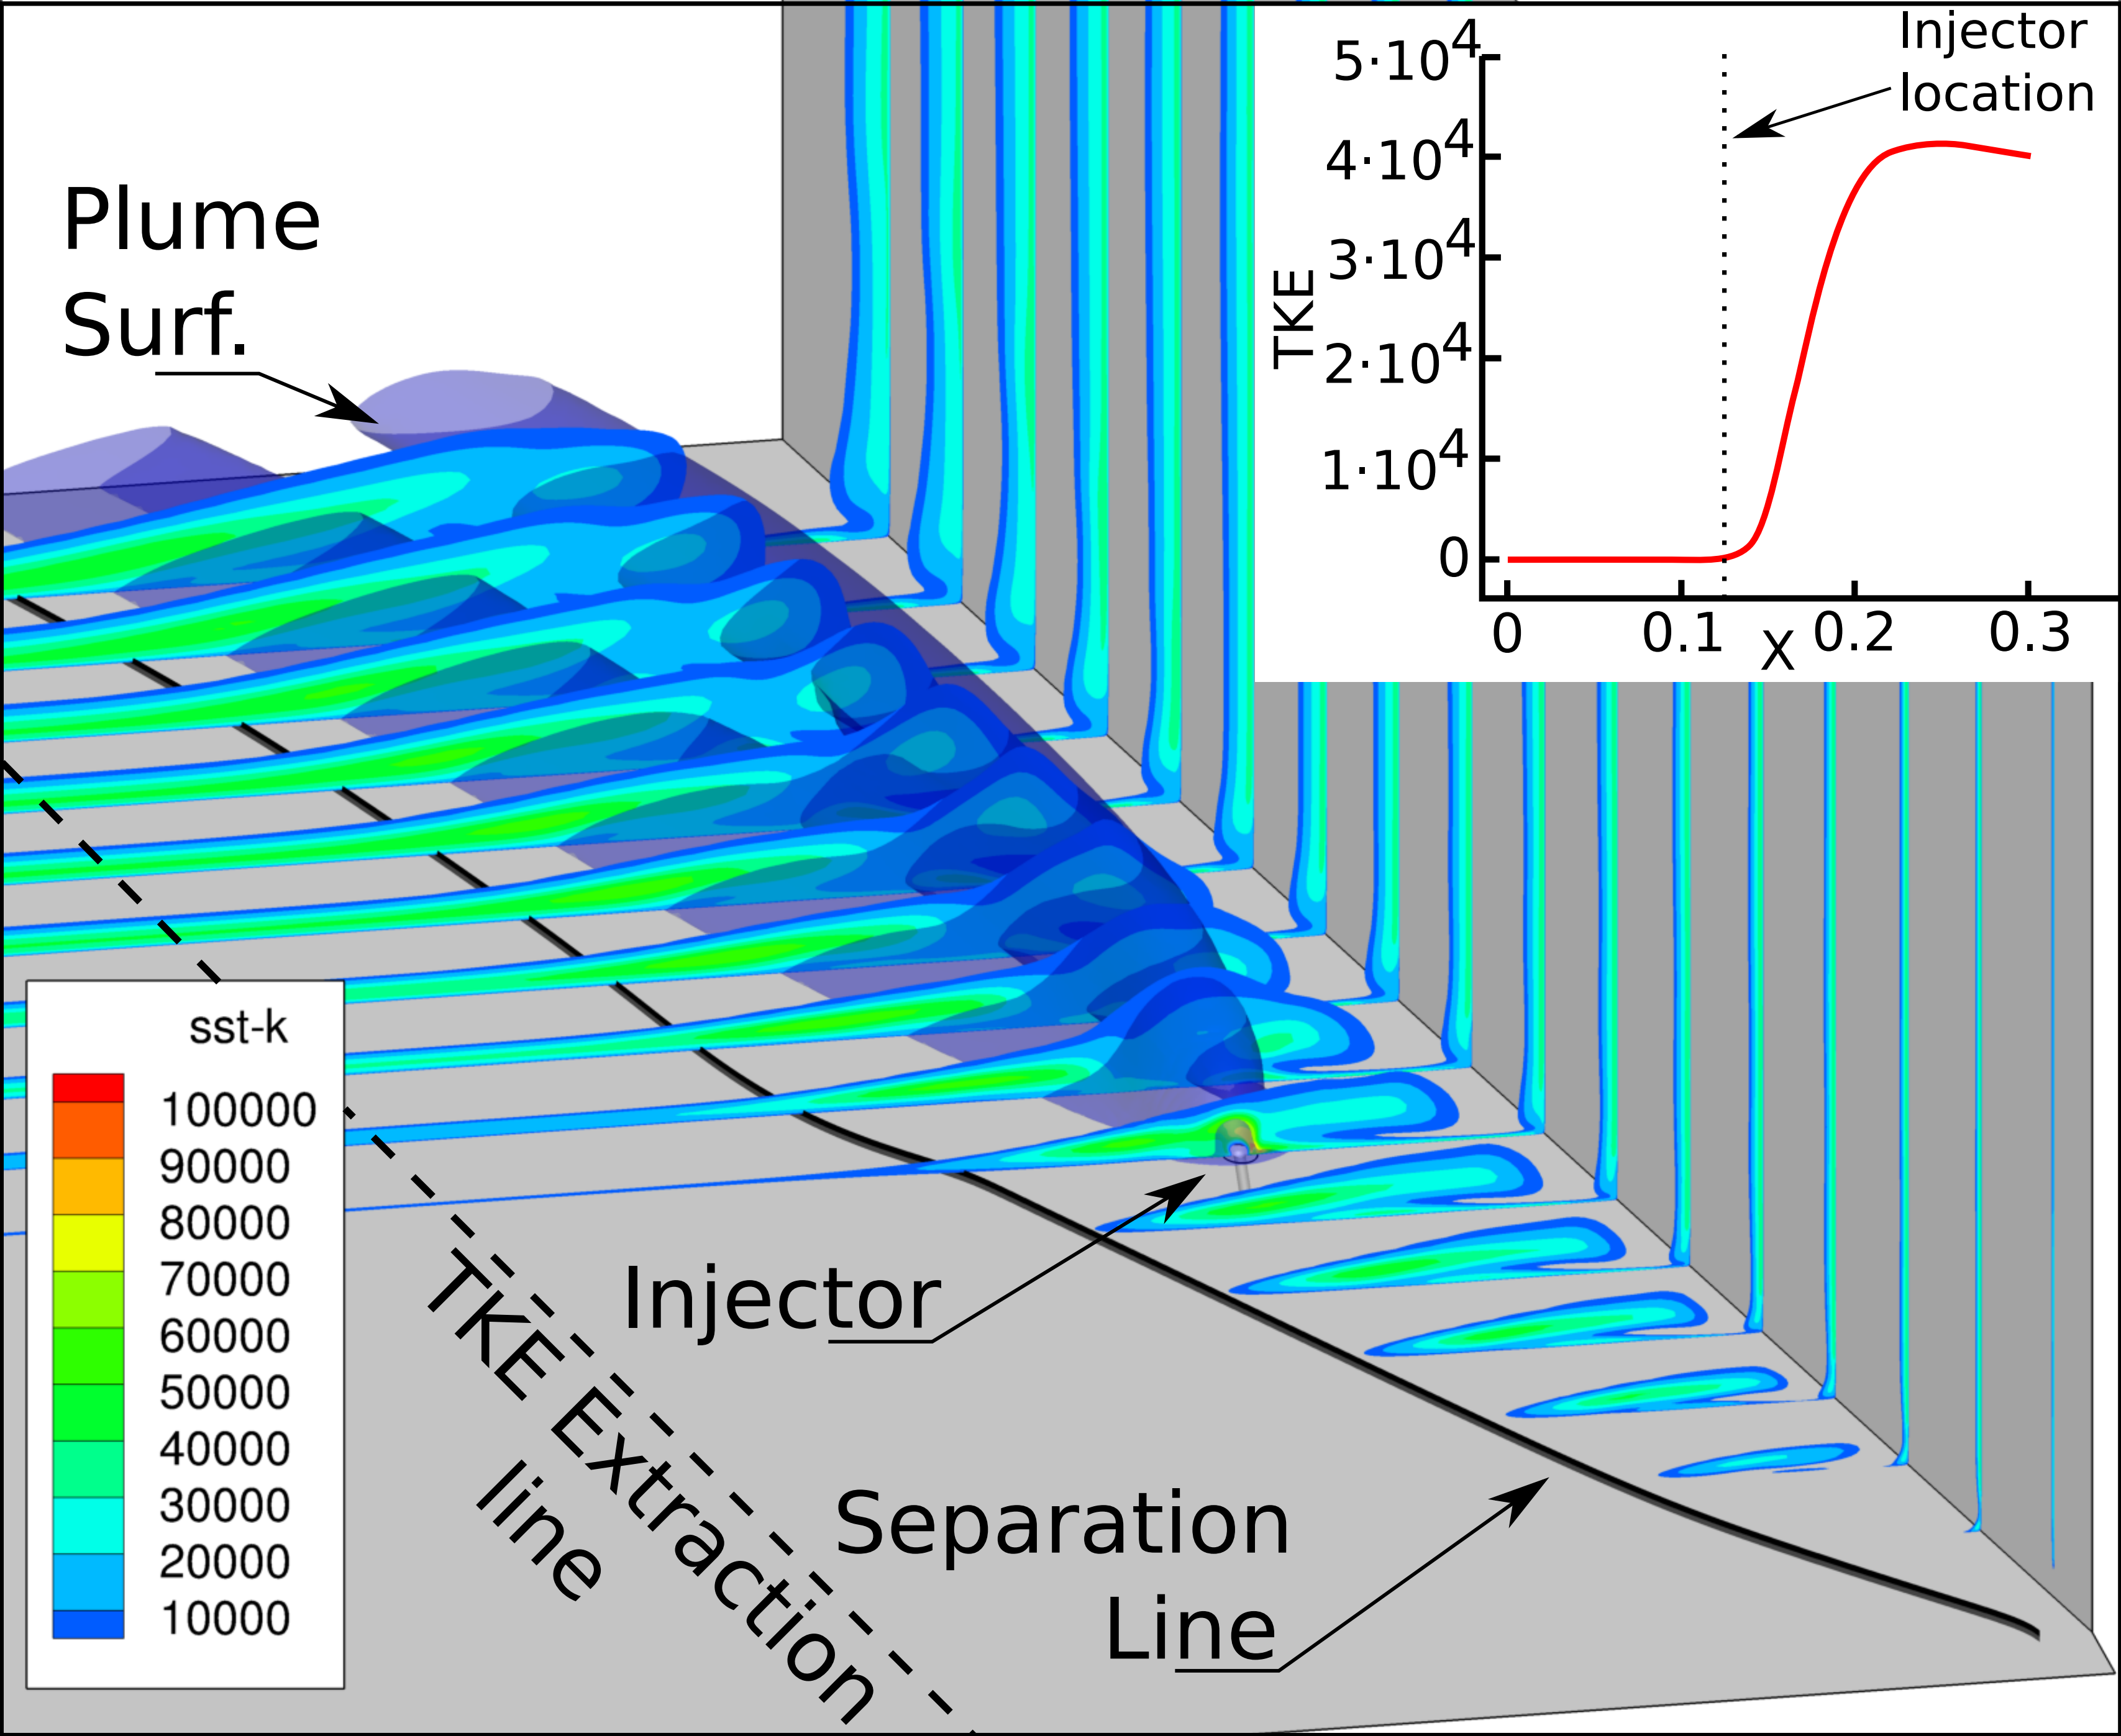 Plume
Surf.
Injector
location
TKE
5·10⁴
4·10⁴
3·10⁴
2·10⁴
1·10⁴
0
0 0.1 0.2 0.3
X
sst-k
100000
90000
80000
70000
60000
50000
40000
30000
20000
10000
Injector
TKE Extraction
line
Separation
Line